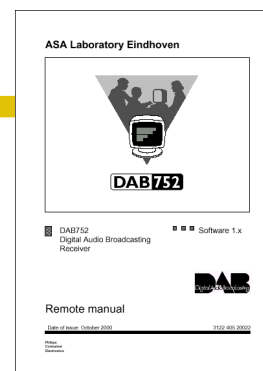 ASA Laboratory Eindhoven
DAB752
DAB752
Digital Audio Broadcasting
Receiver
Software 1.x
DAB
Digital Audio Broadcasting
Remote manual
Date of issue: October 2000
3122 405 20022
Philips
Consumer
Electronics